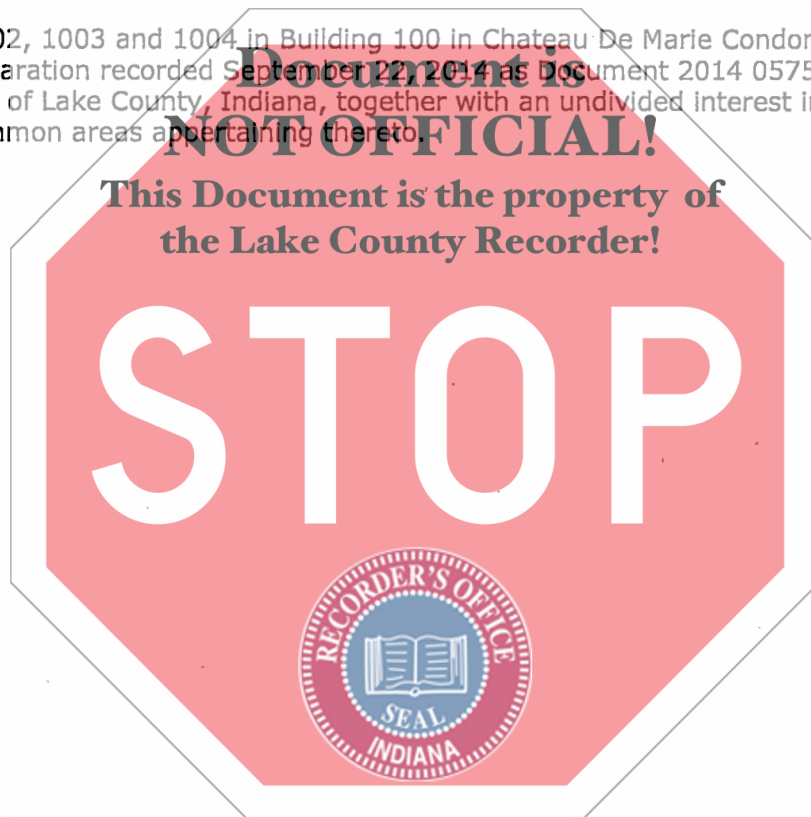 02, 1003 and 1004 in Building 100 in Chateau De Marie Condor
aration recorded September 22, 2014 as Document 2014 0575
of Lake County, Indiana, together with an undivided interest in
nmon areas appertaining thereto.
Document is
NOT OFFICIAL!
This Document is the property of
the Lake County Recorder!
STOP
RECORDER'S OFFICE
SEAL
INDIANA